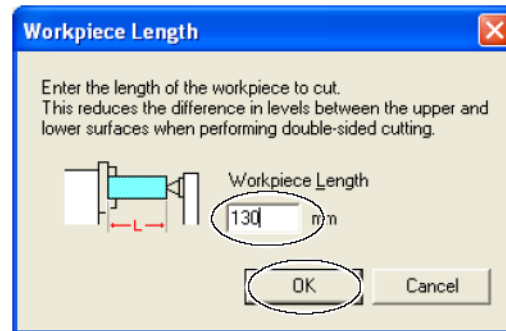 Workpiece Length
Enter the length of the workpiece to cut.
This reduces the difference in levels between the upper and
lower surfaces when performing double-sided cutting.
Workpiece Length
L
130 mm
OK Cancel